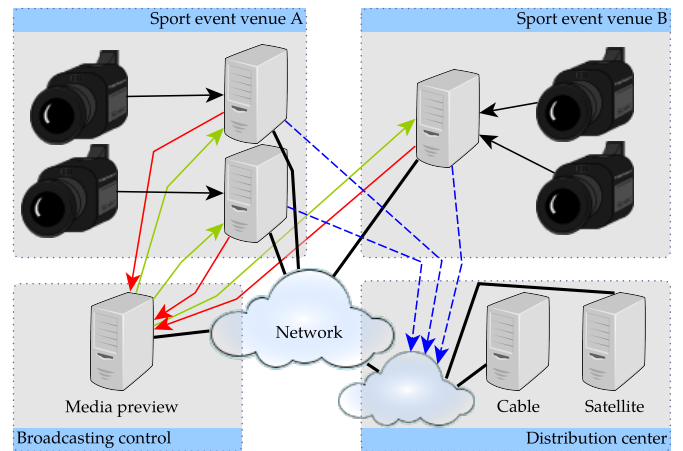 Sport event venue A
Sport event venue B
Network
Media preview
Cable
Satellite
Broadcasting control
Distribution center